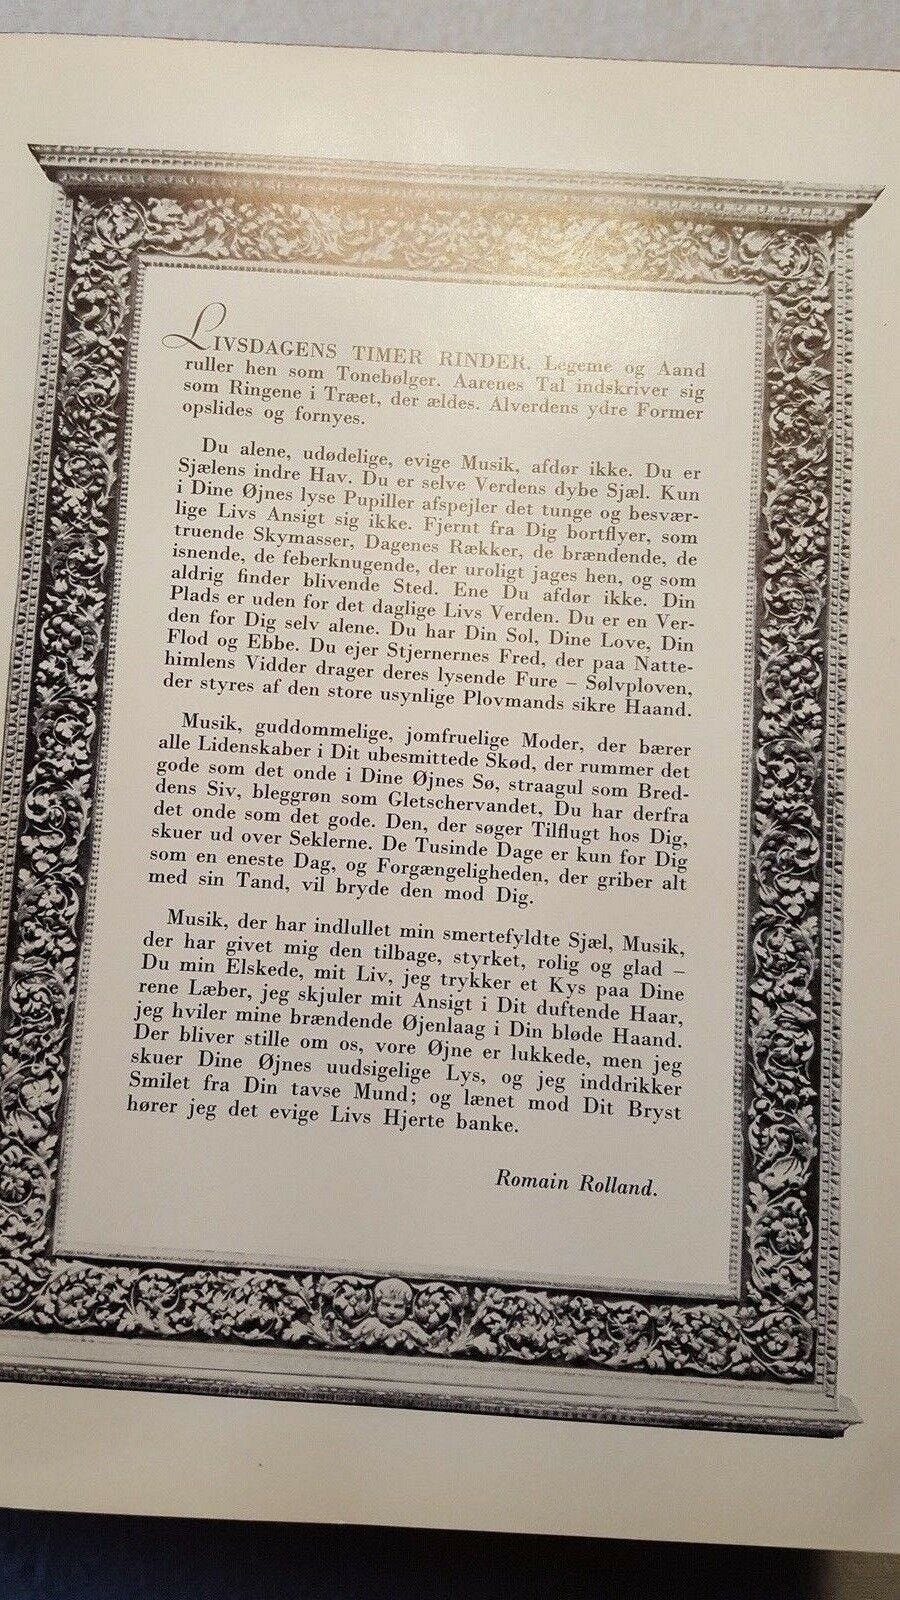 LIVSDAGENS TIMER RINDER. Legeme og Aand
ruller hen som Tonebølger. Aarenes Tal indskriver sig
som Ringene i Træet, der ældes. Alverdens ydre Former
opslides og fornyes.
Du alene, udødelige, evige Musik, afdør ikke. Du er
Sjælens indre Hav. Du er selve Verdens dybe Sjæl. Kun
i Dine Øjnes lyse Pupiller afspejler det tunge og besvær-
lige Livs Ansigt sig ikke. Fjernt fra Dig bortflyer, som
truende Skymasser, Dagenes Rækker, de brændende, de
isnende, de feberknugende, der uroligt jages hen, og som
aldrig finder blivende Sted. Ene Du afdør ikke. Din
Plads er uden for det daglige Livs Verden. Du er en Ver-
den for Dig selv alene. Du har Din Sol, Dine Love, Din
Flod og Ebbe. Du ejer Stjernernes Fred, der paa Natte-
himlens Vidder drager deres lysende Fure – Sølvploven,
der styres af den store usynlige Plovmands sikre Haand.
Musik, guddommelige, jomfruelige Moder, der bærer
alle Lidenskaber i Dit ubesmittede Skød, der rummer det
gode som det onde i Dine Øjnes Sø, straagul som Bred-
dens Siv, bleggrøn som Gletschervandet, Du har derfra
det onde som det gode. Den, der søger Tilflugt hos Dig,
skuer ud over Seklerne. De Tusinde Dage er kun for Dig
som en eneste Dag, og Forgængeligheden, der griber alt
med sin Tand, vil bryde den mod Dig.
Musik, der har indlullet min smertefyldte Sjæl, Musik,
der har givet mig den tilbage, styrket, rolig og glad –
Du min Elskede, mit Liv, jeg trykker et Kys paa Dine
rene Læber, jeg skjuler mit Ansigt i Dit duftende Haar,
jeg hviler mine brændende Øjenlaag i Din bløde Haand.
Der bliver stille om os, vore Øjne er lukkede, men jeg
skuer Dine Øjnes uudsigelige Lys, og jeg inddrikker
Smilet fra Din tavse Mund; og lænet mod Dit Bryst
hører jeg det evige Livs Hjerte banke.
Romain Rolland.